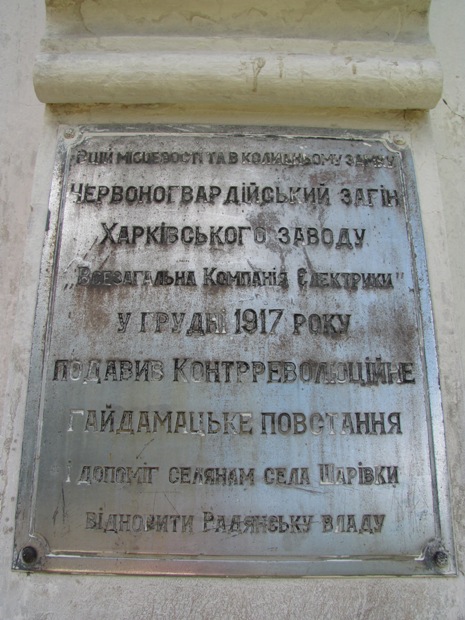 В ЦІЙ МІСЦЕВОСТІ ТА В КОЛИШНЬОМУ ЗАМКУ
ЧЕРВОНОГВАРДІЙСЬКИЙ ЗАГІН
ХАРКІВСЬКОГО ЗАВОДУ
„ВСЕЗАГАЛЬНА КОМПАНІЯ ЄЛЕКТРИКИ"
У ГРУДНІ 1917 РОКУ
ПОДАВИВ КОНТРРЕВОЛЮЦІЙНЕ
ГАЙДАМАЦЬКЕ ПОВСТАННЯ
І ДОПОМІГ СЕЛЯНАМ СЕЛА ШАРІВКИ
ВІДНОВИТИ РАДЯНСЬКУ ВЛАДУ